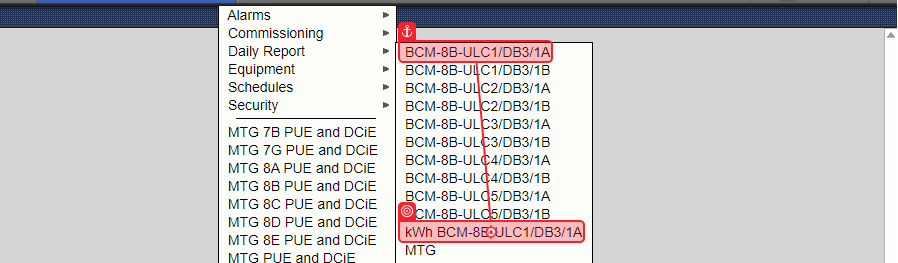 Alarms
Commissioning
Daily Report
Equipment
Schedules
Security
MTG 7B PUE and DCiE
MTG 7G PUE and DCiE
MTG 8A PUE and DCiE
MTG 8B PUE and DCiE
MTG 8C PUE and DCiE
MTG 8D PUE and DCiE
MTG 8E PUE and DCiE
MTG PUE and DCiE
BCM-8B-ULC1/DB3/1A
BCM-8B-ULC1/DB3/1B
BCM-8B-ULC2/DB3/1A
BCM-8B-ULC2/DB3/1B
BCM-8B-ULC3/DB3/1A
BCM-8B-ULC3/DB3/1B
BCM-8B-ULC4/DB3/1A
BCM-8B-ULC4/DB3/1B
BCM-8B-ULC5/DB3/1A
BCM-8B-ULC5/DB3/1B
kWh BCM-8B-ULC1/DB3/1A
MTG